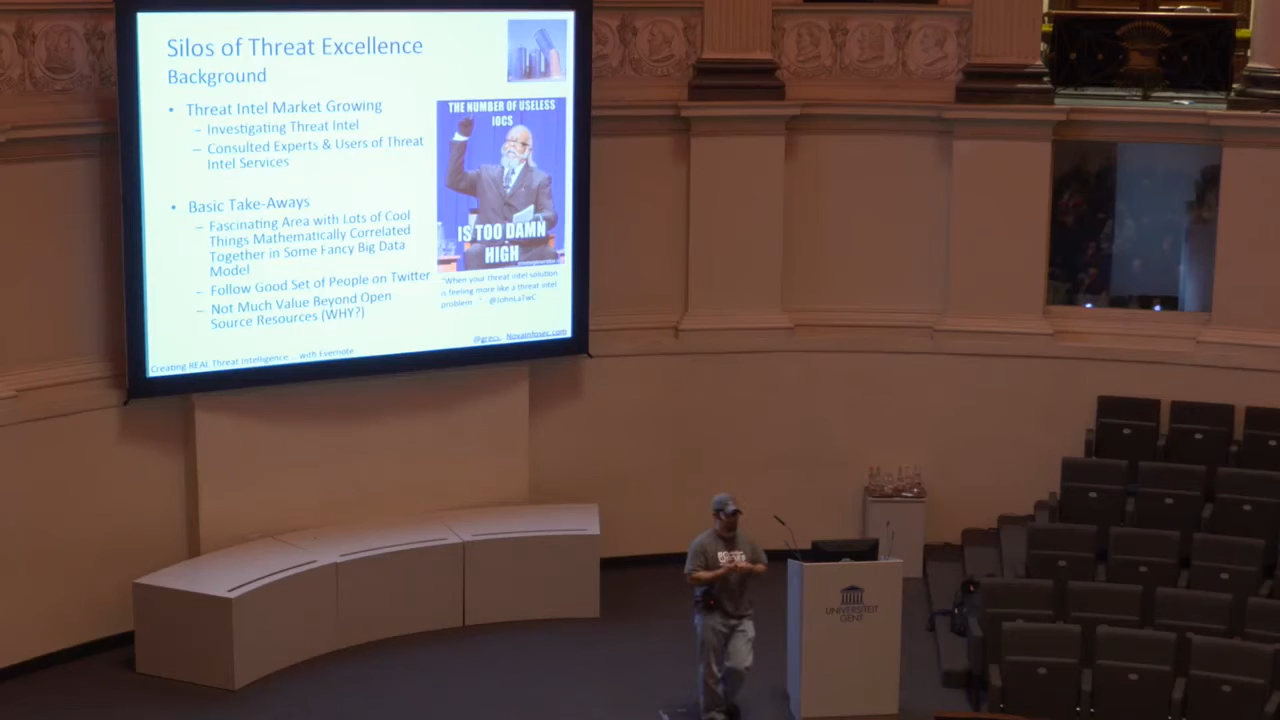 Silos of Threat Excellence
Background
• Threat Intel Market Growing
– Investigating Threat Intel
– Consulted Experts & Users of Threat
Intel Services
• Basic Take-Aways
– Fascinating Area with Lots of Cool
Things Mathematically Correlated
Together in Some Fancy Big Data
Model
– Follow Good Set of People on Twitter
– Not Much Value Beyond Open
Source Resources (WHY?)
THE NUMBER OF USELESS
IOCS
IS TOO DAMN
HIGH
"When your threat intel solution
is feeling more like a threat intel
problem..." - @JohnLaTwC
@grecs, NovaInfosec.com
Creating REAL Threat Intelligence ... with Evernote
UNIVERSITEIT
GENT